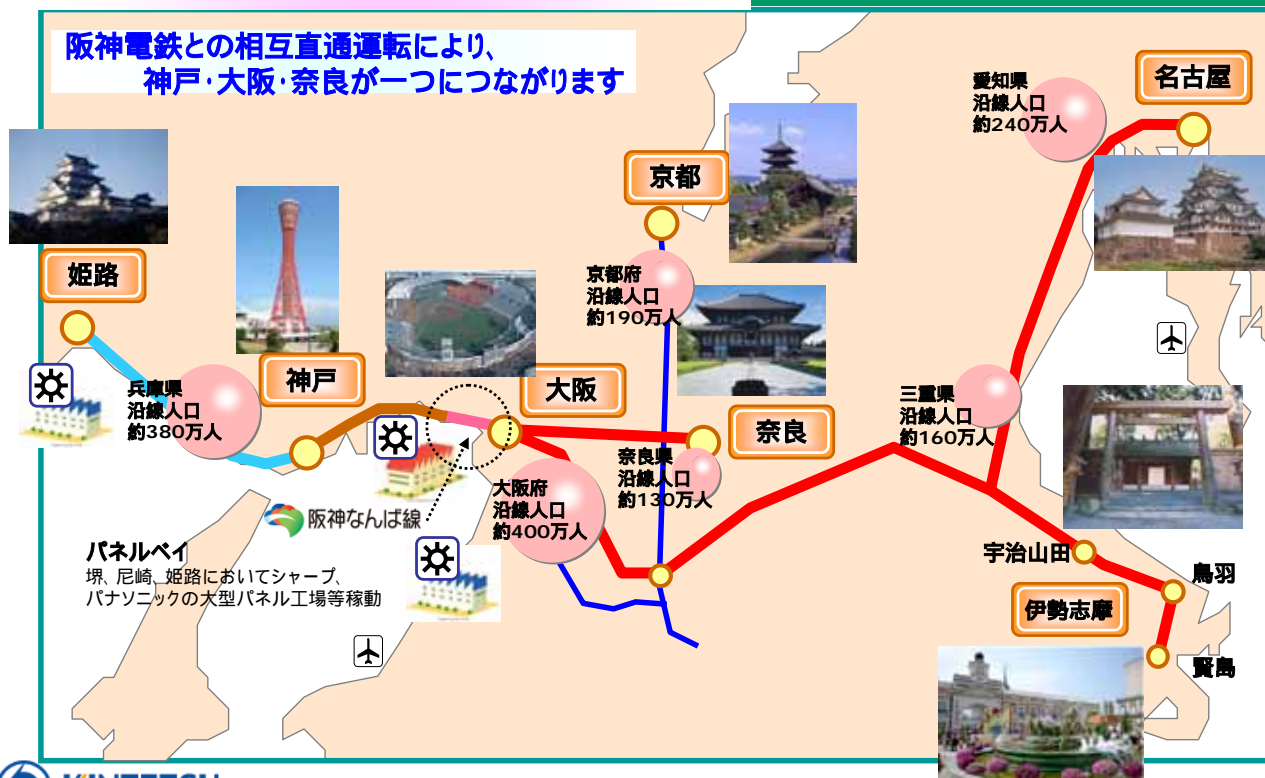 阪神電鉄との相互直通運転により、
神戸・大阪・奈良が一つにつながります
名古屋
愛知県
沿線人口
約240万人
京都
京都府
沿線人口
約190万人
姫路
兵庫県
沿線人口
約380万人
神戸
大阪
大阪府
沿線人口
約400万人
奈良
奈良県
沿線人口
約130万人
三重県
沿線人口
約160万人
阪神なんば線
パネルベイ
堺、尼崎、姫路においてシャープ、
パナソニックの大型パネル工場等稼動
宇治山田
鳥羽
伊勢志摩
賢島
KINTETSU